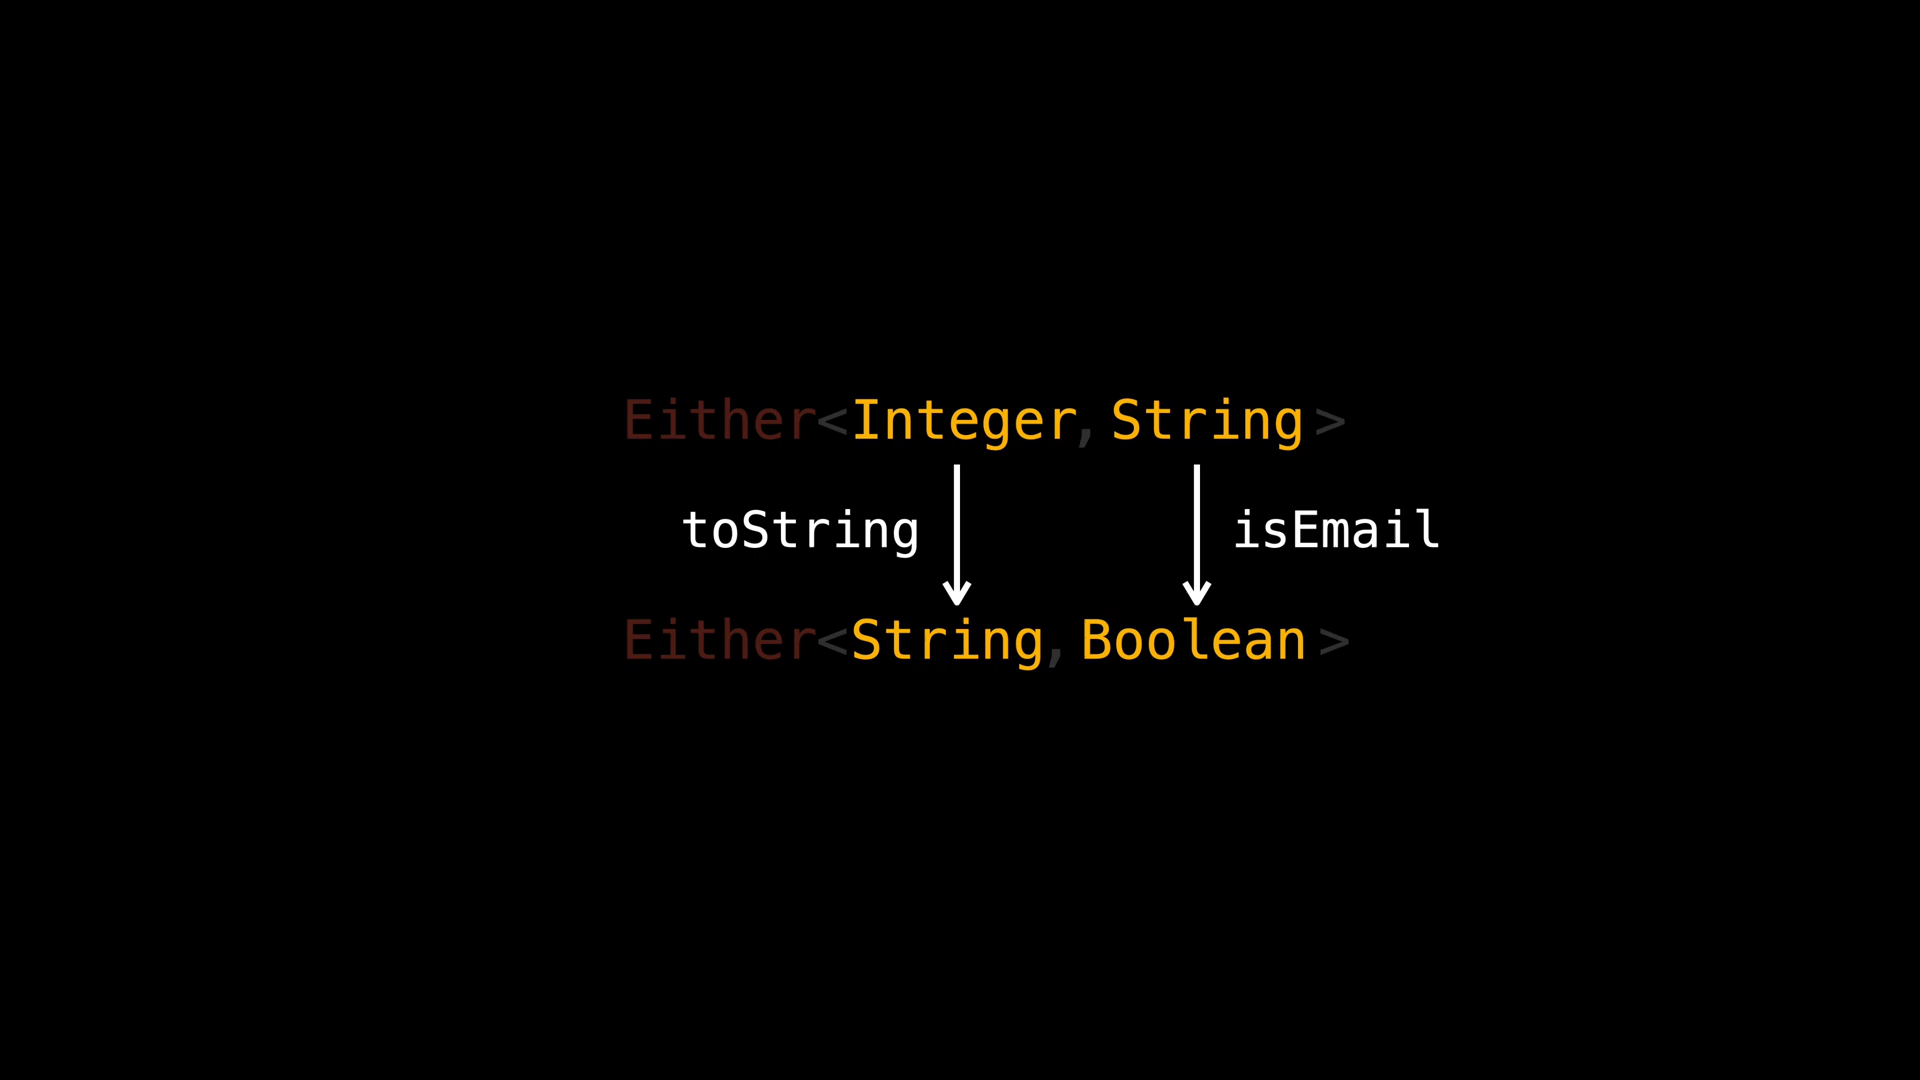 Either<Integer, String>
toString isEmail
Either<String, Boolean>